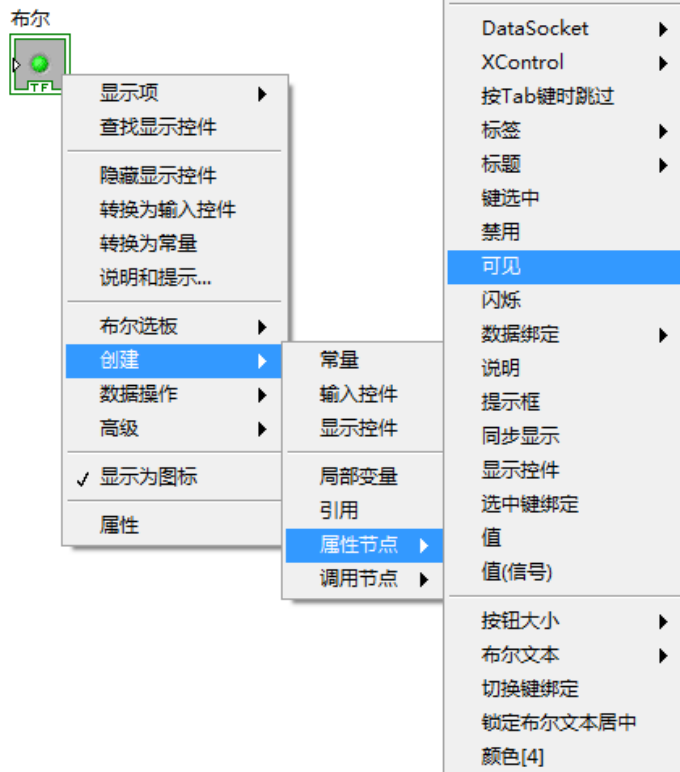 布尔
TF
显示项
查找显示控件
隐藏显示控件
转换为输入控件
转换为常量
说明和提示...
布尔选板
创建
数据操作
高级
显示为图标
属性
常量
输入控件
显示控件
局部变量
引用
属性节点
调用节点
DataSocket
XControl
按Tab键时跳过
标签
标题
键选中
禁用
可见
闪烁
数据绑定
说明
提示框
同步显示
显示控件
选中键绑定
值
值(信号)
按钮大小
布尔文本
切换键绑定
锁定布尔文本居中
颜色[4]